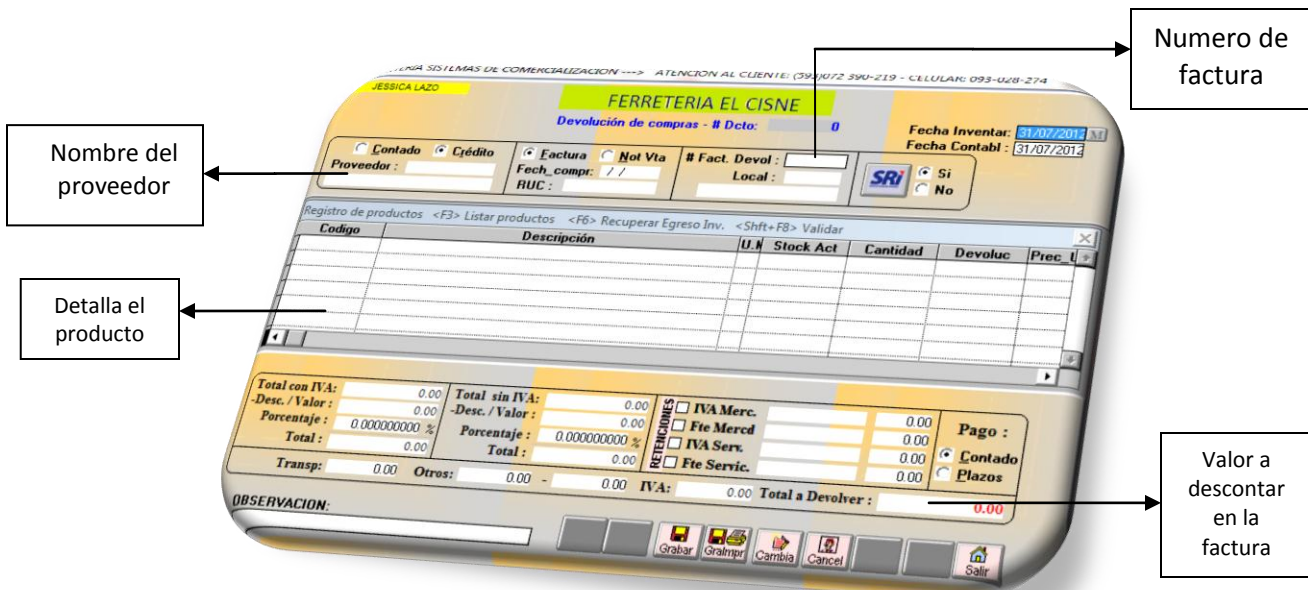 Numero de
factura
SISTEMAS DE COMERCIALIZACION ---> ATENCION AL CLIENTE: (593)072 390-219 - CELULAR: 093-028-274
JESSICA LAZO
FERRETERIA EL CISNE
Devolución de compras - # Dcto: 0
Fecha Inventar: 31/07/2012 M
Fecha Contabl : 31/07/2012
Nombre del
proveedor
Contado Crédito
Proveedor :
Factura Not Vta
Fech_compr: / /
RUC :
# Fact. Devol :
Local :
SRi
Si
No
Registro de productos <F3> Listar productos <F6> Recuperar Egreso Inv. <Shft+F8> Validar
Codigo Descripción Stock Act Cantidad Devoluc
Detalla el
producto
Total con IVA: 0.00
-Desc. / Valor : 0.00
Porcentaje : 0.000000000 %
Total : 0.00
Total sin IVA: 0.00
-Desc. / Valor : 0.00
Porcentaje : 0.000000000 %
Total : 0.00
RETENCIONES
IVA Merc. 0.00
Fte Mercd 0.00
IVA Serv. 0.00
Fte Servic. 0.00
Pago :
Contado
Plazos
Transp: 0.00 Otros: 0.00 - 0.00 IVA: 0.00 Total a Devolver : 0.00
Valor a
descontar
en la
factura
OBSERVACION:
Grabar GraImpr Cambia Cancel Salir